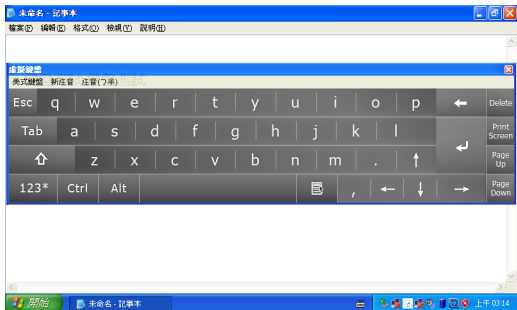 未命名 - 記事本
檔案(F) 編輯(E) 格式(O) 檢視(V) 說明(H)
虛擬鍵盤
美式鍵盤 新注音 注音(ㄅ半)
Esc q w e r t y u i o p Delete
Tab a s d f g h j k l Print Screen
z x c v b n m . Page Up
123* Ctrl Alt , Page Down
開始 未命名 - 記事本 上午 03:14